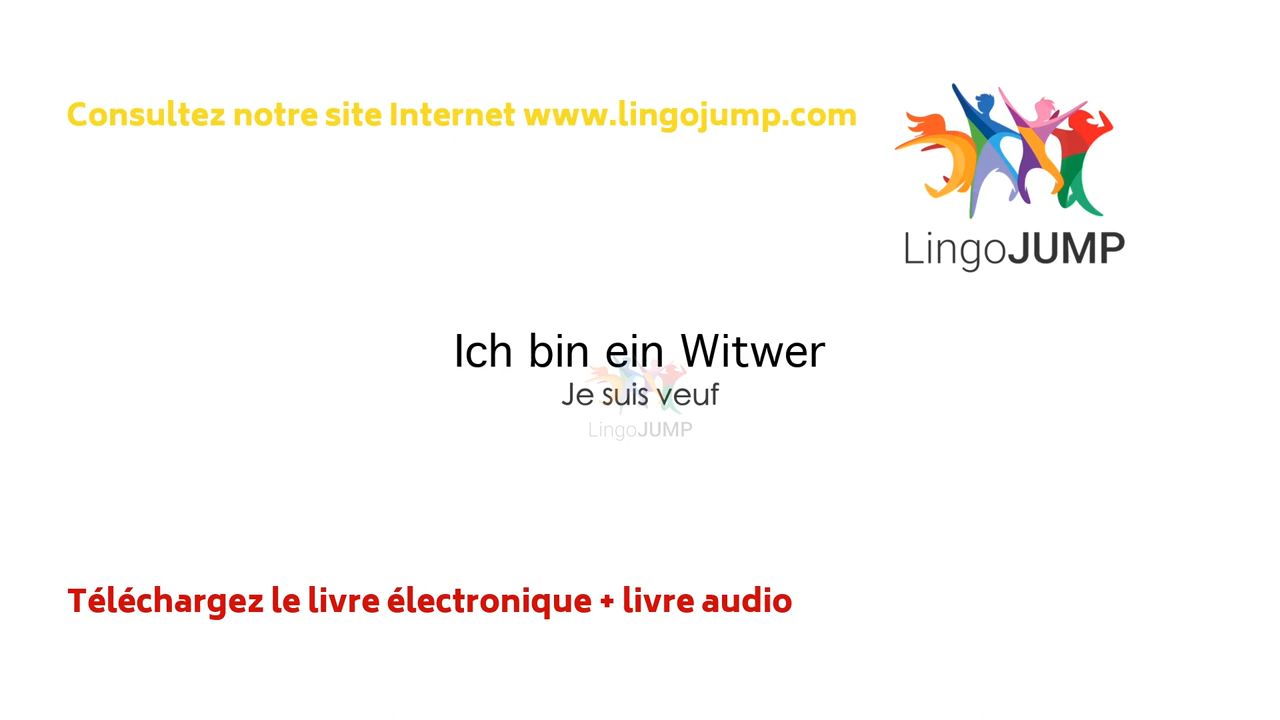 Consultez notre site Internet www.lingojump.com
LingoJUMP
Ich bin ein Witwer
Je suis veuf
LingoJUMP
Téléchargez le livre électronique + livre audio